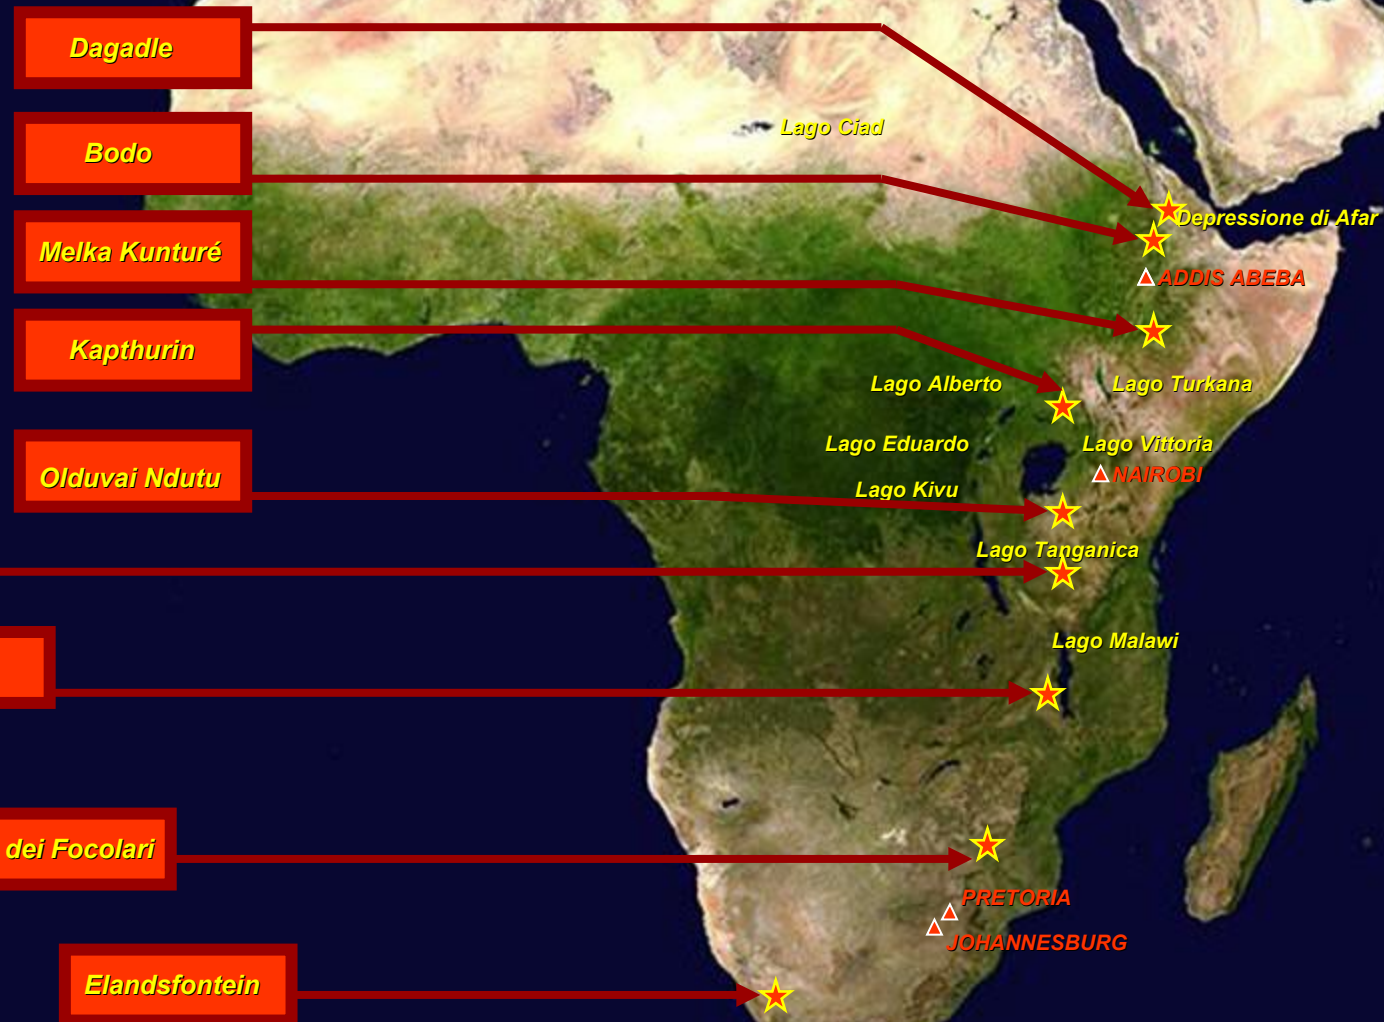 Dagadle
Lago Ciad
Bodo
Depressione di Afar
Melka Kunturé
ADDIS ABEBA
Kapthurin
Lago Alberto
Lago Turkana
Lago Eduardo
Lago Vittoria
Olduvai Ndutu
NAIROBI
Lago Kivu
Lago Tanganica
Lago Malawi
dei Focolari
PRETORIA
JOHANNESBURG
Elandsfontein